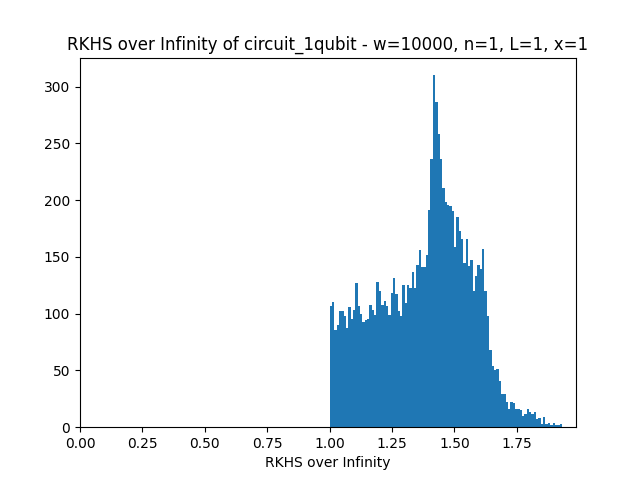 RKHS over Infinity of circuit_1qubit - w=10000, n=1, L=1, x=1
300
250
200
150
100
50
0
0.00 0.25 0.50 0.75 1.00 1.25 1.50 1.75
RKHS over Infinity